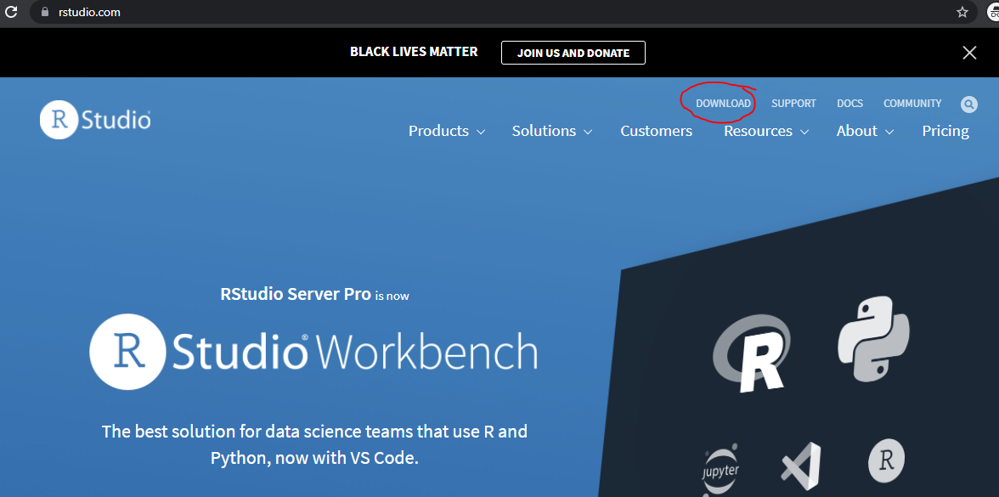 rstudio.com
BLACK LIVES MATTER JOIN US AND DONATE
R Studio
DOWNLOAD SUPPORT DOCS COMMUNITY
Products Solutions Customers Resources About Pricing
RStudio Server Pro is now
R Studio® Workbench
The best solution for data science teams that use R and
Python, now with VS Code.
R
jupyter R